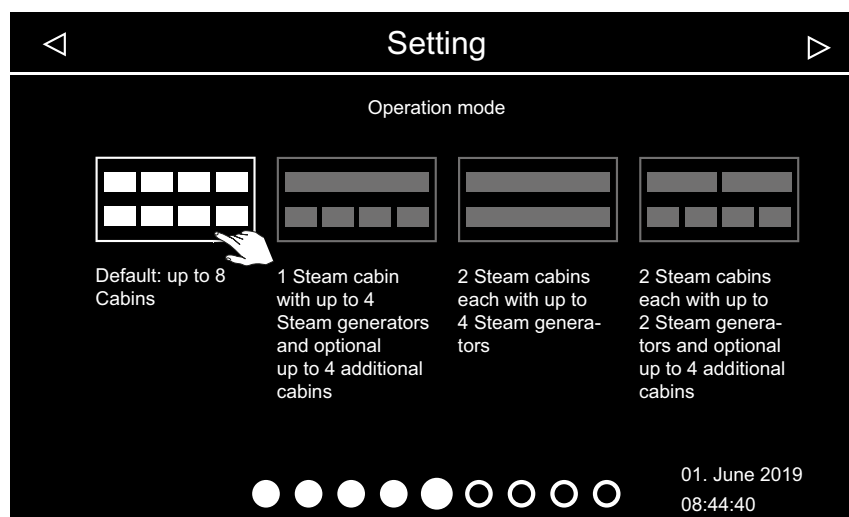 Setting
Operation mode
Default: up to 8
Cabins
1 Steam cabin
with up to 4
Steam generators
and optional
up to 4 additional
cabins
2 Steam cabins
each with up to
4 Steam genera-
tors
2 Steam cabins
each with up to
2 Steam genera-
tors and optional
up to 4 additional
cabins
01. June 2019
08:44:40